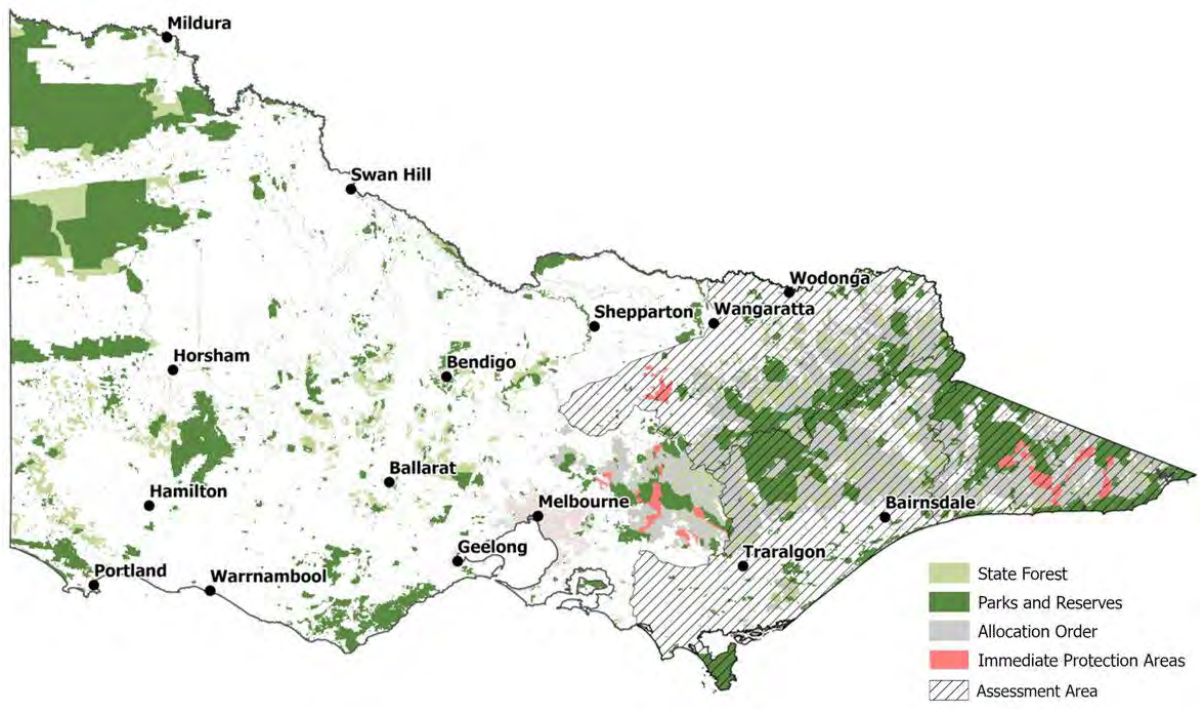 Mildura
Swan Hill
Wodonga
Shepparton
Wangaratta
Horsham
Bendigo
Ballarat
Hamilton
Melbourne
Bairnsdale
Geelong
Traralgon
Portland
Warrnambool
State Forest
Parks and Reserves
Allocation Order
Immediate Protection Areas
Assessment Area